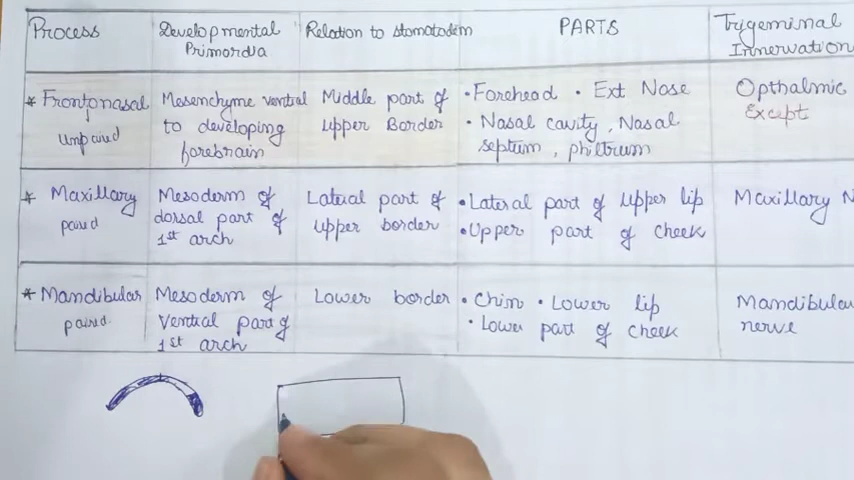 Process
Developmental
Primordia
Relation to stomatodem
PARTS
Trigeminal
Innervation
* Frontonasal
unpaired
Mesenchyme ventral
to developing
forebrain
Middle part of
upper Border
• Forehead • Ext Nose
• Nasal cavity, Nasal
septum, philtrum
Opthalmic
Except
* Maxillary
paired
Mesoderm of
dorsal part of
1st arch
Lateral part of
upper border
• Lateral part of upper lip
• Upper part of cheek
Maxillary N
* Mandibular
paired
Mesoderm of
Ventral part of
1st arch
Lower border
• Chin • Lower lip
• Lower part of cheek
Mandibular
nerve